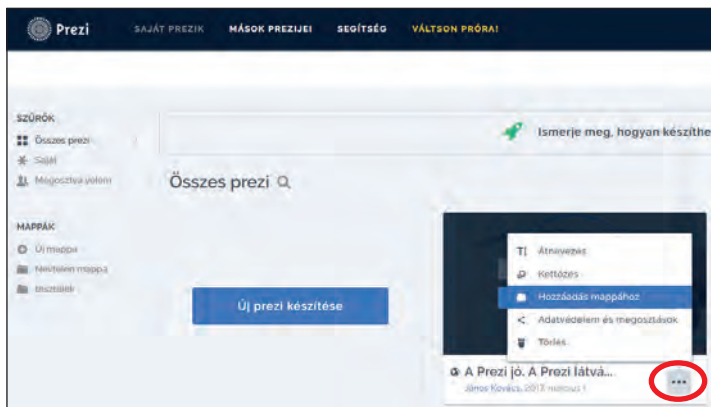 Prezi
SAJÁT PREZIK MÁSOK PREZIJEI SEGÍTSÉG VÁLTSON PRÓRA!
Ismerje meg, hogyan készíthe
SZŰRŐK
Összes prezi
Saját
Megosztva velem
Összes prezi
MAPPÁK
Új mappa
Névtelen mappa
Új prezi készítése
Átnevezés
Kettőzés
Hozzáadás mappához
Adatvédelem és megosztások
Törlés
A Prezi jó. A Prezi látvá...
János Kovács, 2017. március 1